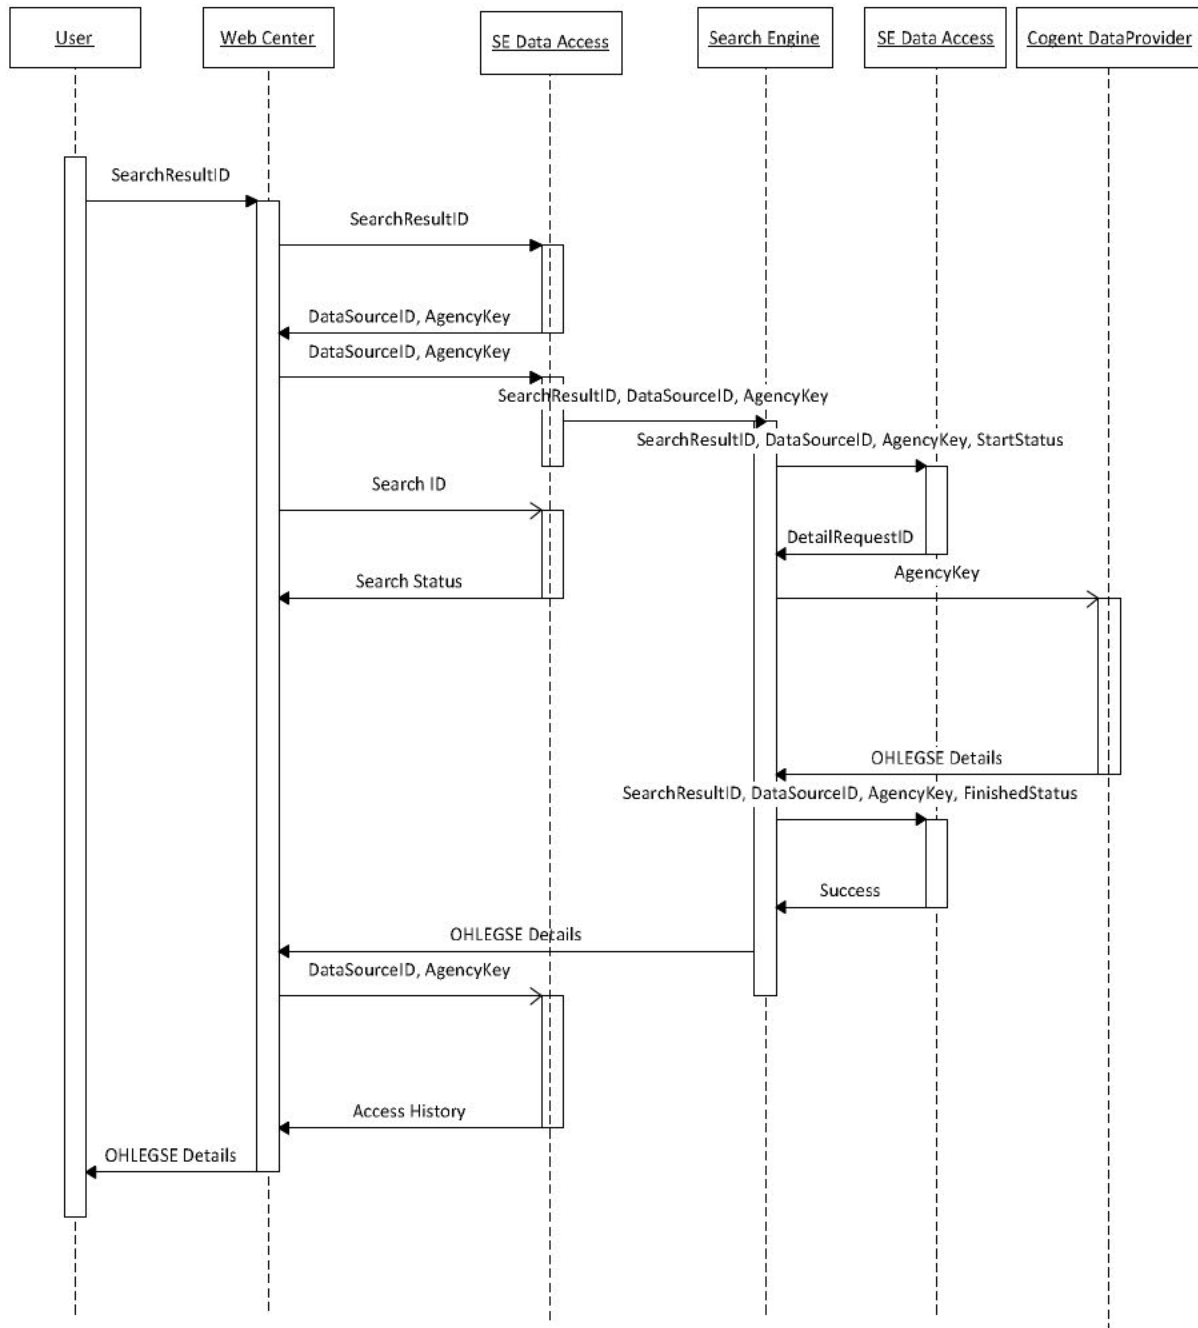 User
Web Center
SE Data Access
Search Engine
SE Data Access
Cogent DataProvider
SearchResultID
SearchResultID
DataSourceID, AgencyKey
DataSourceID, AgencyKey
SearchResultID, DataSourceID, AgencyKey
SearchResultID, DataSourceID, AgencyKey, StartStatus
Search ID
DetailRequestID
AgencyKey
Search Status
OHLEGSE Details
SearchResultID, DataSourceID, AgencyKey, FinishedStatus
Success
OHLEGSE Details
DataSourceID, AgencyKey
Access History
OHLEGSE Details